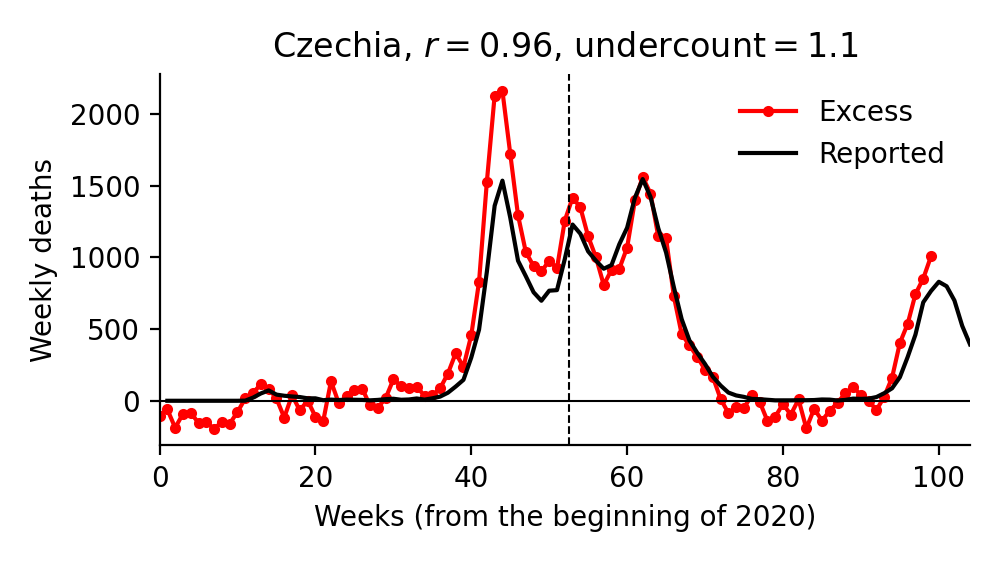 Czechia, r = 0.96, undercount = 1.1
Excess
Reported
Weekly deaths
2000
1500
1000
500
0
0 20 40 60 80 100
Weeks (from the beginning of 2020)